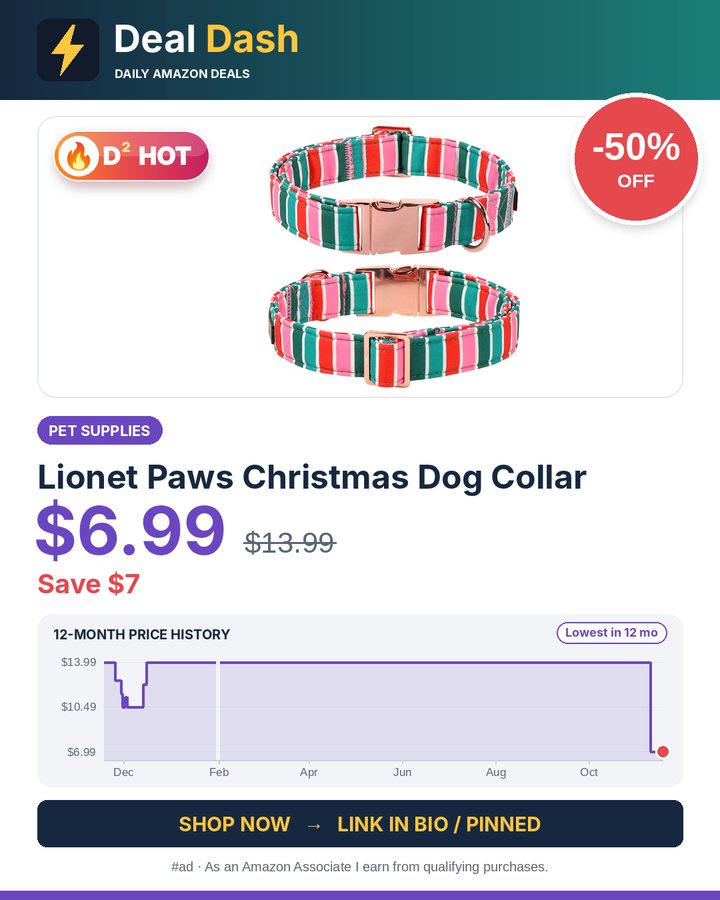 Deal Dash
DAILY AMAZON DEALS
🔥 D² HOT
-50%
OFF
PET SUPPLIES
Lionet Paws Christmas Dog Collar
$6.99 $13.99
Save $7
12-MONTH PRICE HISTORY
Lowest in 12 mo
$13.99
$10.49
$6.99
Dec Feb Apr Jun Aug Oct
SHOP NOW → LINK IN BIO / PINNED
#ad · As an Amazon Associate I earn from qualifying purchases.